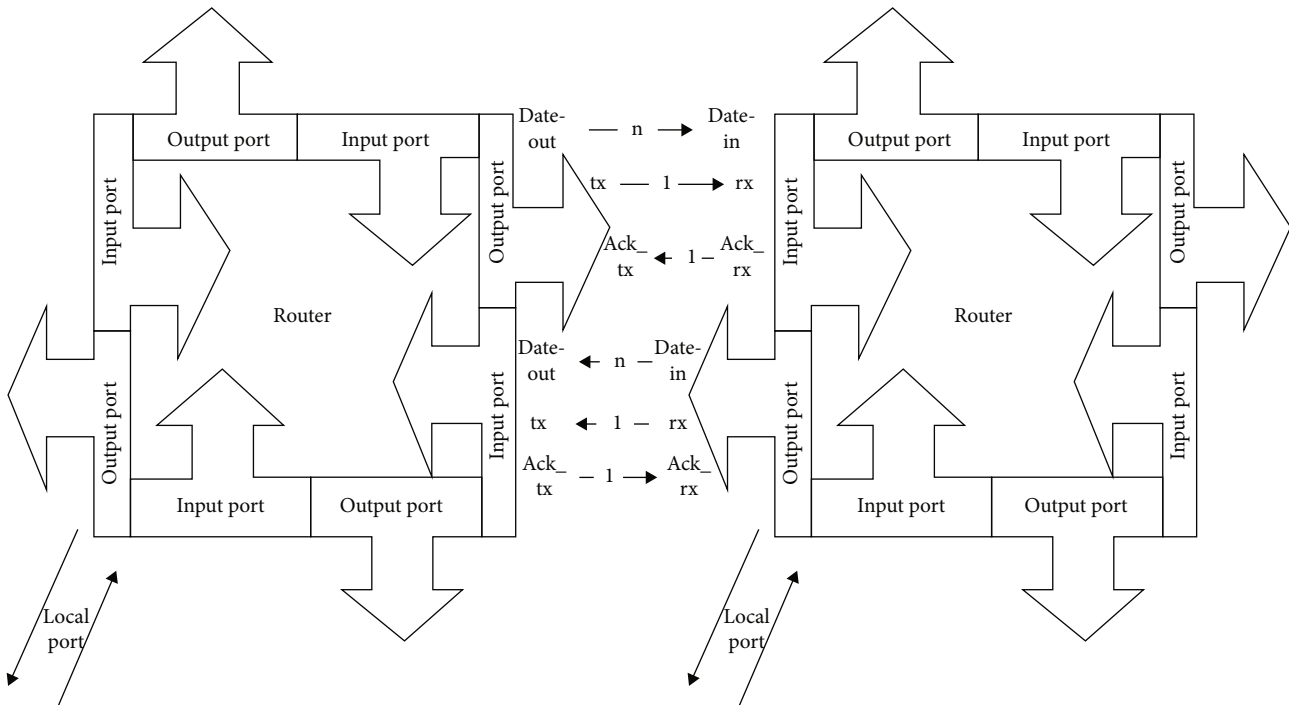 Output port
Input port
Input port
Output port
Router
Output port
Input port
Input port
Output port
Local
port
Date-
out
n
Date-
in
tx
1
rx
Ack_
tx
1
Ack_
rx
Date-
out
n
Date-
in
tx
1
rx
Ack_
tx
1
Ack_
rx
Output port
Input port
Input port
Output port
Router
Output port
Input port
Input port
Output port
Local
port